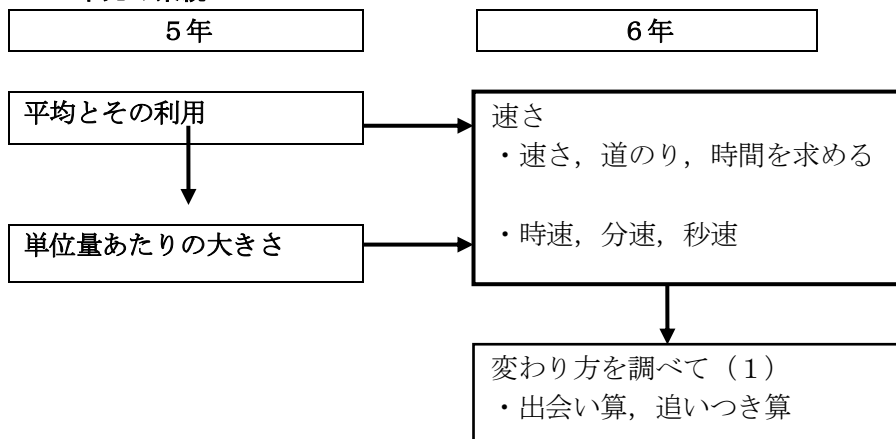 ５年
６年
平均とその利用
単位量あたりの大きさ
速さ
・速さ，道のり，時間を求める
・時速，分速，秒速
変わり方を調べて（１）
・出会い算，追いつき算